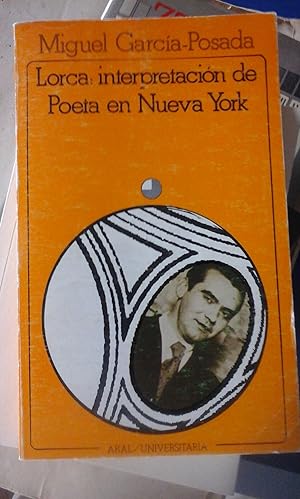 Miguel García-Posada
Lorca: interpretación de
Poeta en Nueva York
AKAL/UNIVERSITARIA